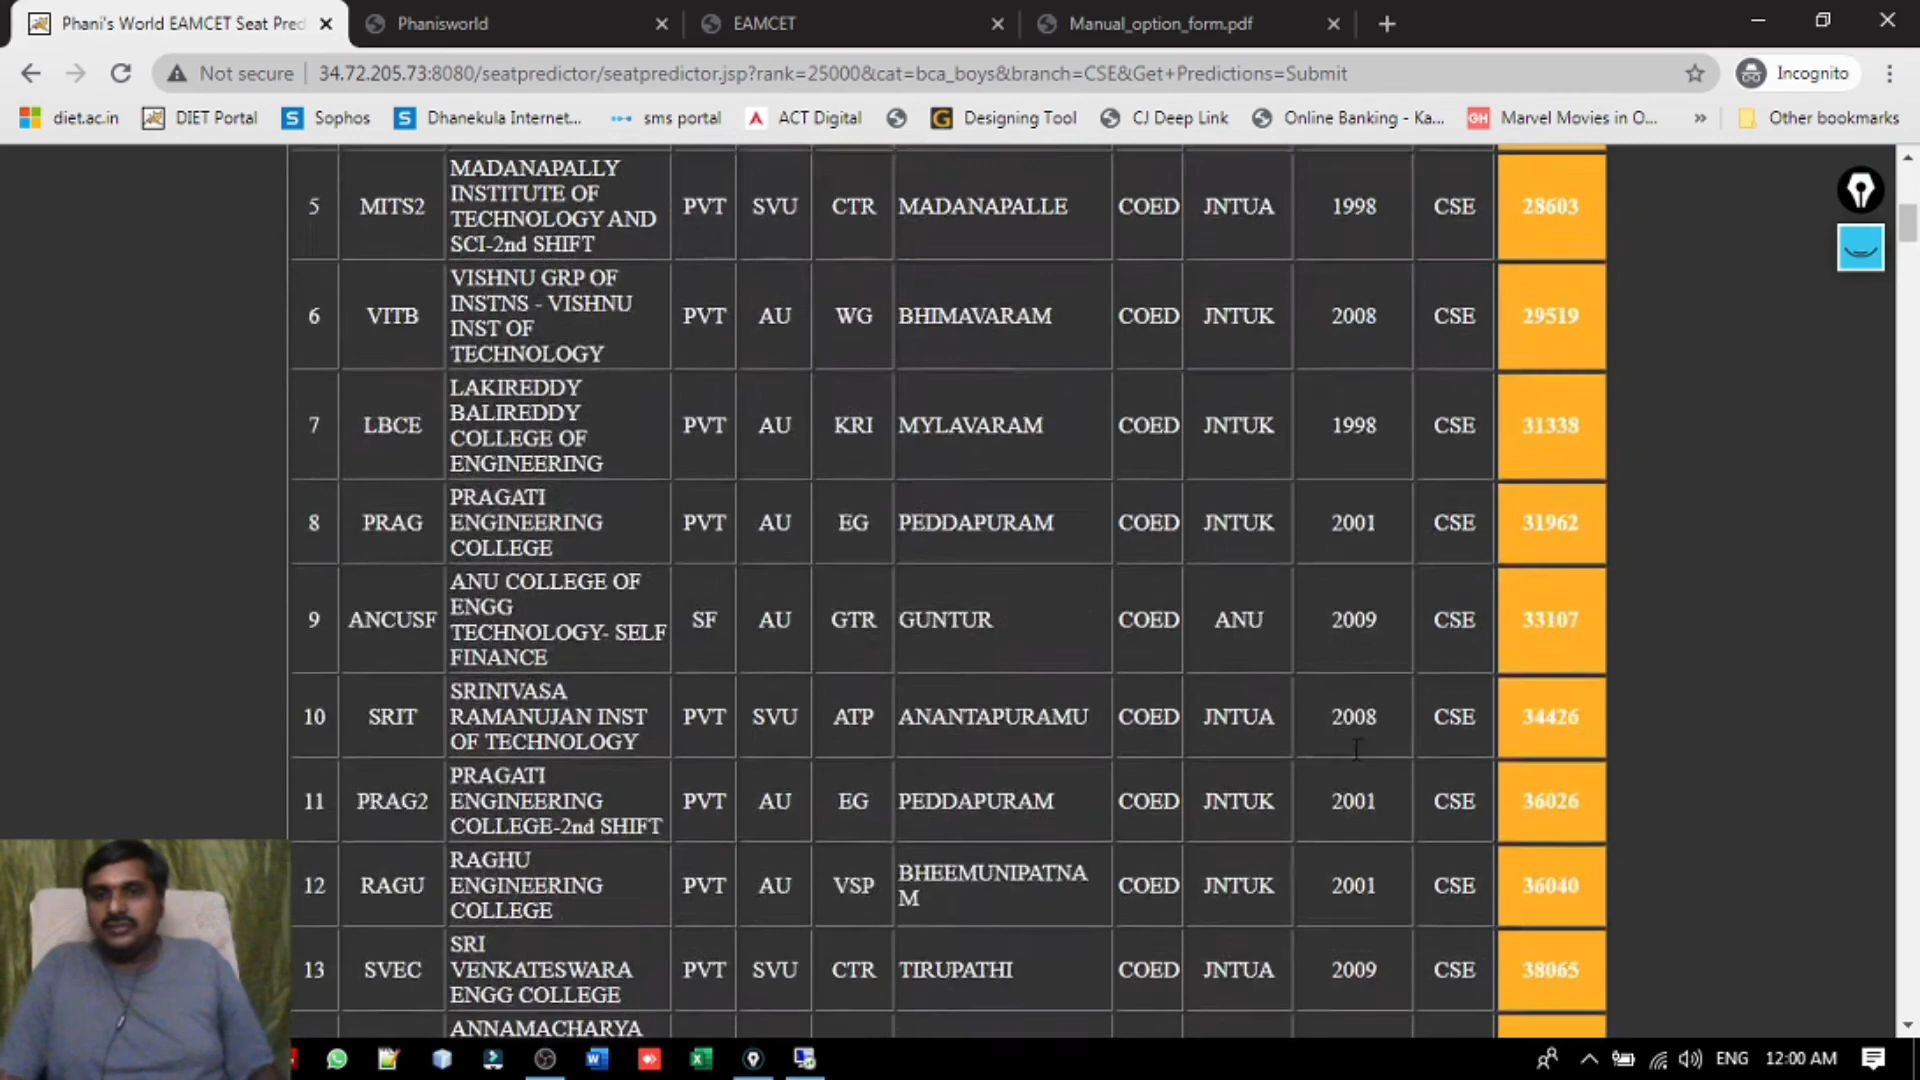 Phani's World EAMCET Seat Pred
Phanisworld
EAMCET
Manual_option_form.pdf
Not secure
34.72.205.73:8080/seatpredictor/seatpredictor.jsp?rank=25000&cat=bca_boys&branch=CSE&Get+Predictions=Submit
Incognito
diet.ac.in
DIET Portal
Sophos
Dhanekula Internet...
sms portal
ACT Digital
Designing Tool
CJ Deep Link
Online Banking - Ka...
Marvel Movies in O...
Other bookmarks
5 MITS2 MADANAPALLY
INSTITUTE OF
TECHNOLOGY AND
SCI-2nd SHIFT PVT SVU CTR MADANAPALLE COED JNTUA 1998 CSE 28603
6 VITB VISHNU GRP OF
INSTNS - VISHNU
INST OF
TECHNOLOGY PVT AU WG BHIMAVARAM COED JNTUK 2008 CSE 29519
7 LBCE LAKIREDDY
BALIREDDY
COLLEGE OF
ENGINEERING PVT AU KRI MYLAVARAM COED JNTUK 1998 CSE 31338
8 PRAG PRAGATI
ENGINEERING
COLLEGE PVT AU EG PEDDAPURAM COED JNTUK 2001 CSE 31962
9 ANCUSF ANU COLLEGE OF
ENGG
TECHNOLOGY- SELF
FINANCE SF AU GTR GUNTUR COED ANU 2009 CSE 33107
10 SRIT SRINIVASA
RAMANUJAN INST
OF TECHNOLOGY PVT SVU ATP ANANTAPURAMU COED JNTUA 2008 CSE 34426
11 PRAG2 PRAGATI
ENGINEERING
COLLEGE-2nd SHIFT PVT AU EG PEDDAPURAM COED JNTUK 2001 CSE 36026
12 RAGU RAGHU
ENGINEERING
COLLEGE PVT AU VSP BHEEMUNIPATNA
M COED JNTUK 2001 CSE 36040
13 SVEC SRI
VENKATESWARA
ENGG COLLEGE PVT SVU CTR TIRUPATHI COED JNTUA 2009 CSE 38065
ANNAMACHARYA
ENG
12:00 AM